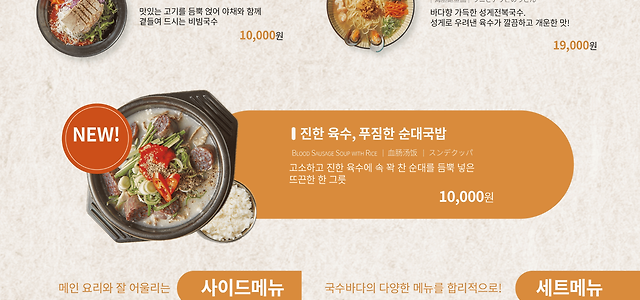 맛있는 고기를 듬뿍 얹어 야채와 함께
곁들여 드시는 비빔국수
10,000원
바다향 가득한 성게전복국수.
성게로 우려낸 육수가 깔끔하고 개운한 맛!
19,000원
NEW!
진한 육수, 푸짐한 순대국밥
Blood Sausage Soup with Rice | 血肠汤饭 | スンデクッパ
고소하고 진한 육수에 속 꽉 찬 순대를 듬뿍 넣은
뜨끈한 한 그릇
10,000원
메인 요리와 잘 어울리는
사이드메뉴
국수바다의 다양한 메뉴를 합리적으로!
세트메뉴